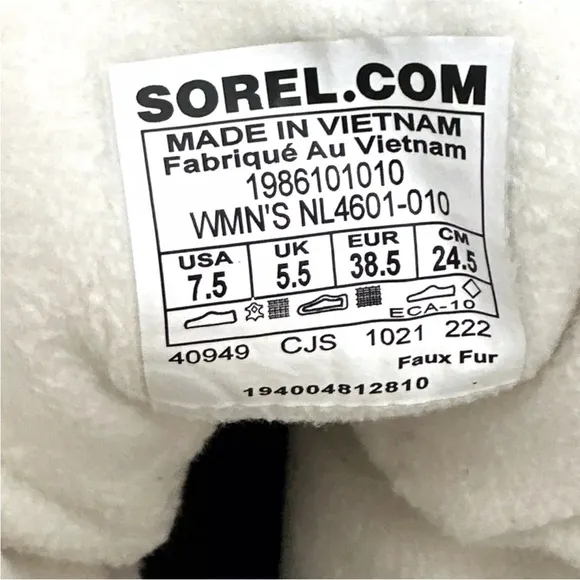 SOREL.COM
MADE IN VIETNAM
Fabriqué Au Vietnam
1986101010
WMN'S NL4601-010
USA UK EUR CM
7.5 5.5 38.5 24.5
ECA-10
40949 CJS 1021 222
Faux Fur
194004812810